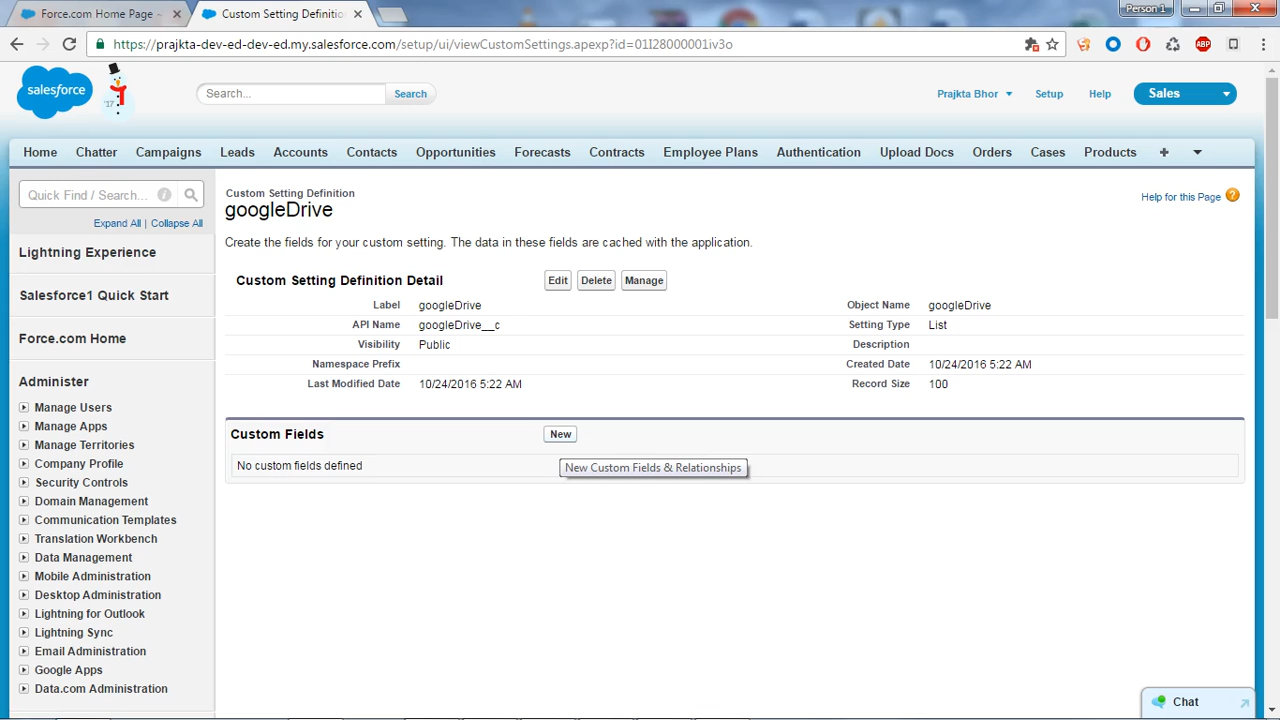 Force.com Home Page ~
Custom Setting Definitio
Person 1
https://prajkta-dev-ed-dev-ed.my.salesforce.com/setup/ui/viewCustomSettings.apexp?id=01I28000001iv3o
ABP
salesforce
'17
Search...
Search
Prajkta Bhor
Setup
Help
Sales
Home
Chatter
Campaigns
Leads
Accounts
Contacts
Opportunities
Forecasts
Contracts
Employee Plans
Authentication
Upload Docs
Orders
Cases
Products
+
Quick Find / Search...
Expand All | Collapse All
Lightning Experience
Salesforce1 Quick Start
Force.com Home
Administer
Manage Users
Manage Apps
Manage Territories
Company Profile
Security Controls
Domain Management
Communication Templates
Translation Workbench
Data Management
Mobile Administration
Desktop Administration
Lightning for Outlook
Lightning Sync
Email Administration
Google Apps
Data.com Administration
Custom Setting Definition
googleDrive
Help for this Page
Create the fields for your custom setting. The data in these fields are cached with the application.
Custom Setting Definition Detail
Edit
Delete
Manage
Label googleDrive
Object Name googleDrive
API Name googleDrive__c
Setting Type List
Visibility Public
Description
Namespace Prefix
Created Date 10/24/2016 5:22 AM
Last Modified Date 10/24/2016 5:22 AM
Record Size 100
Custom Fields
New
No custom fields defined
New Custom Fields & Relationships
Chat